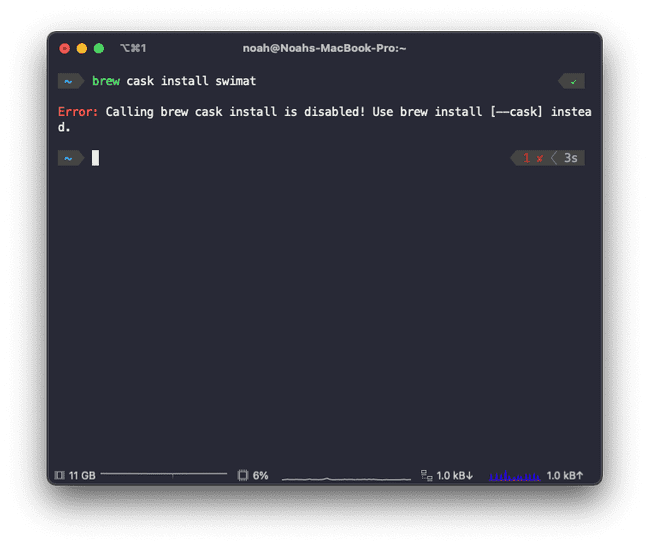 ⌥⌘1 noah@Noahs-MacBook-Pro:~
~ brew cask install swimat ✓
Error: Calling brew cask install is disabled! Use brew install [--cask] instea
d.
~ 1 ✘ 3s
11 GB 6% 1.0 kB↓ 1.0 kB↑